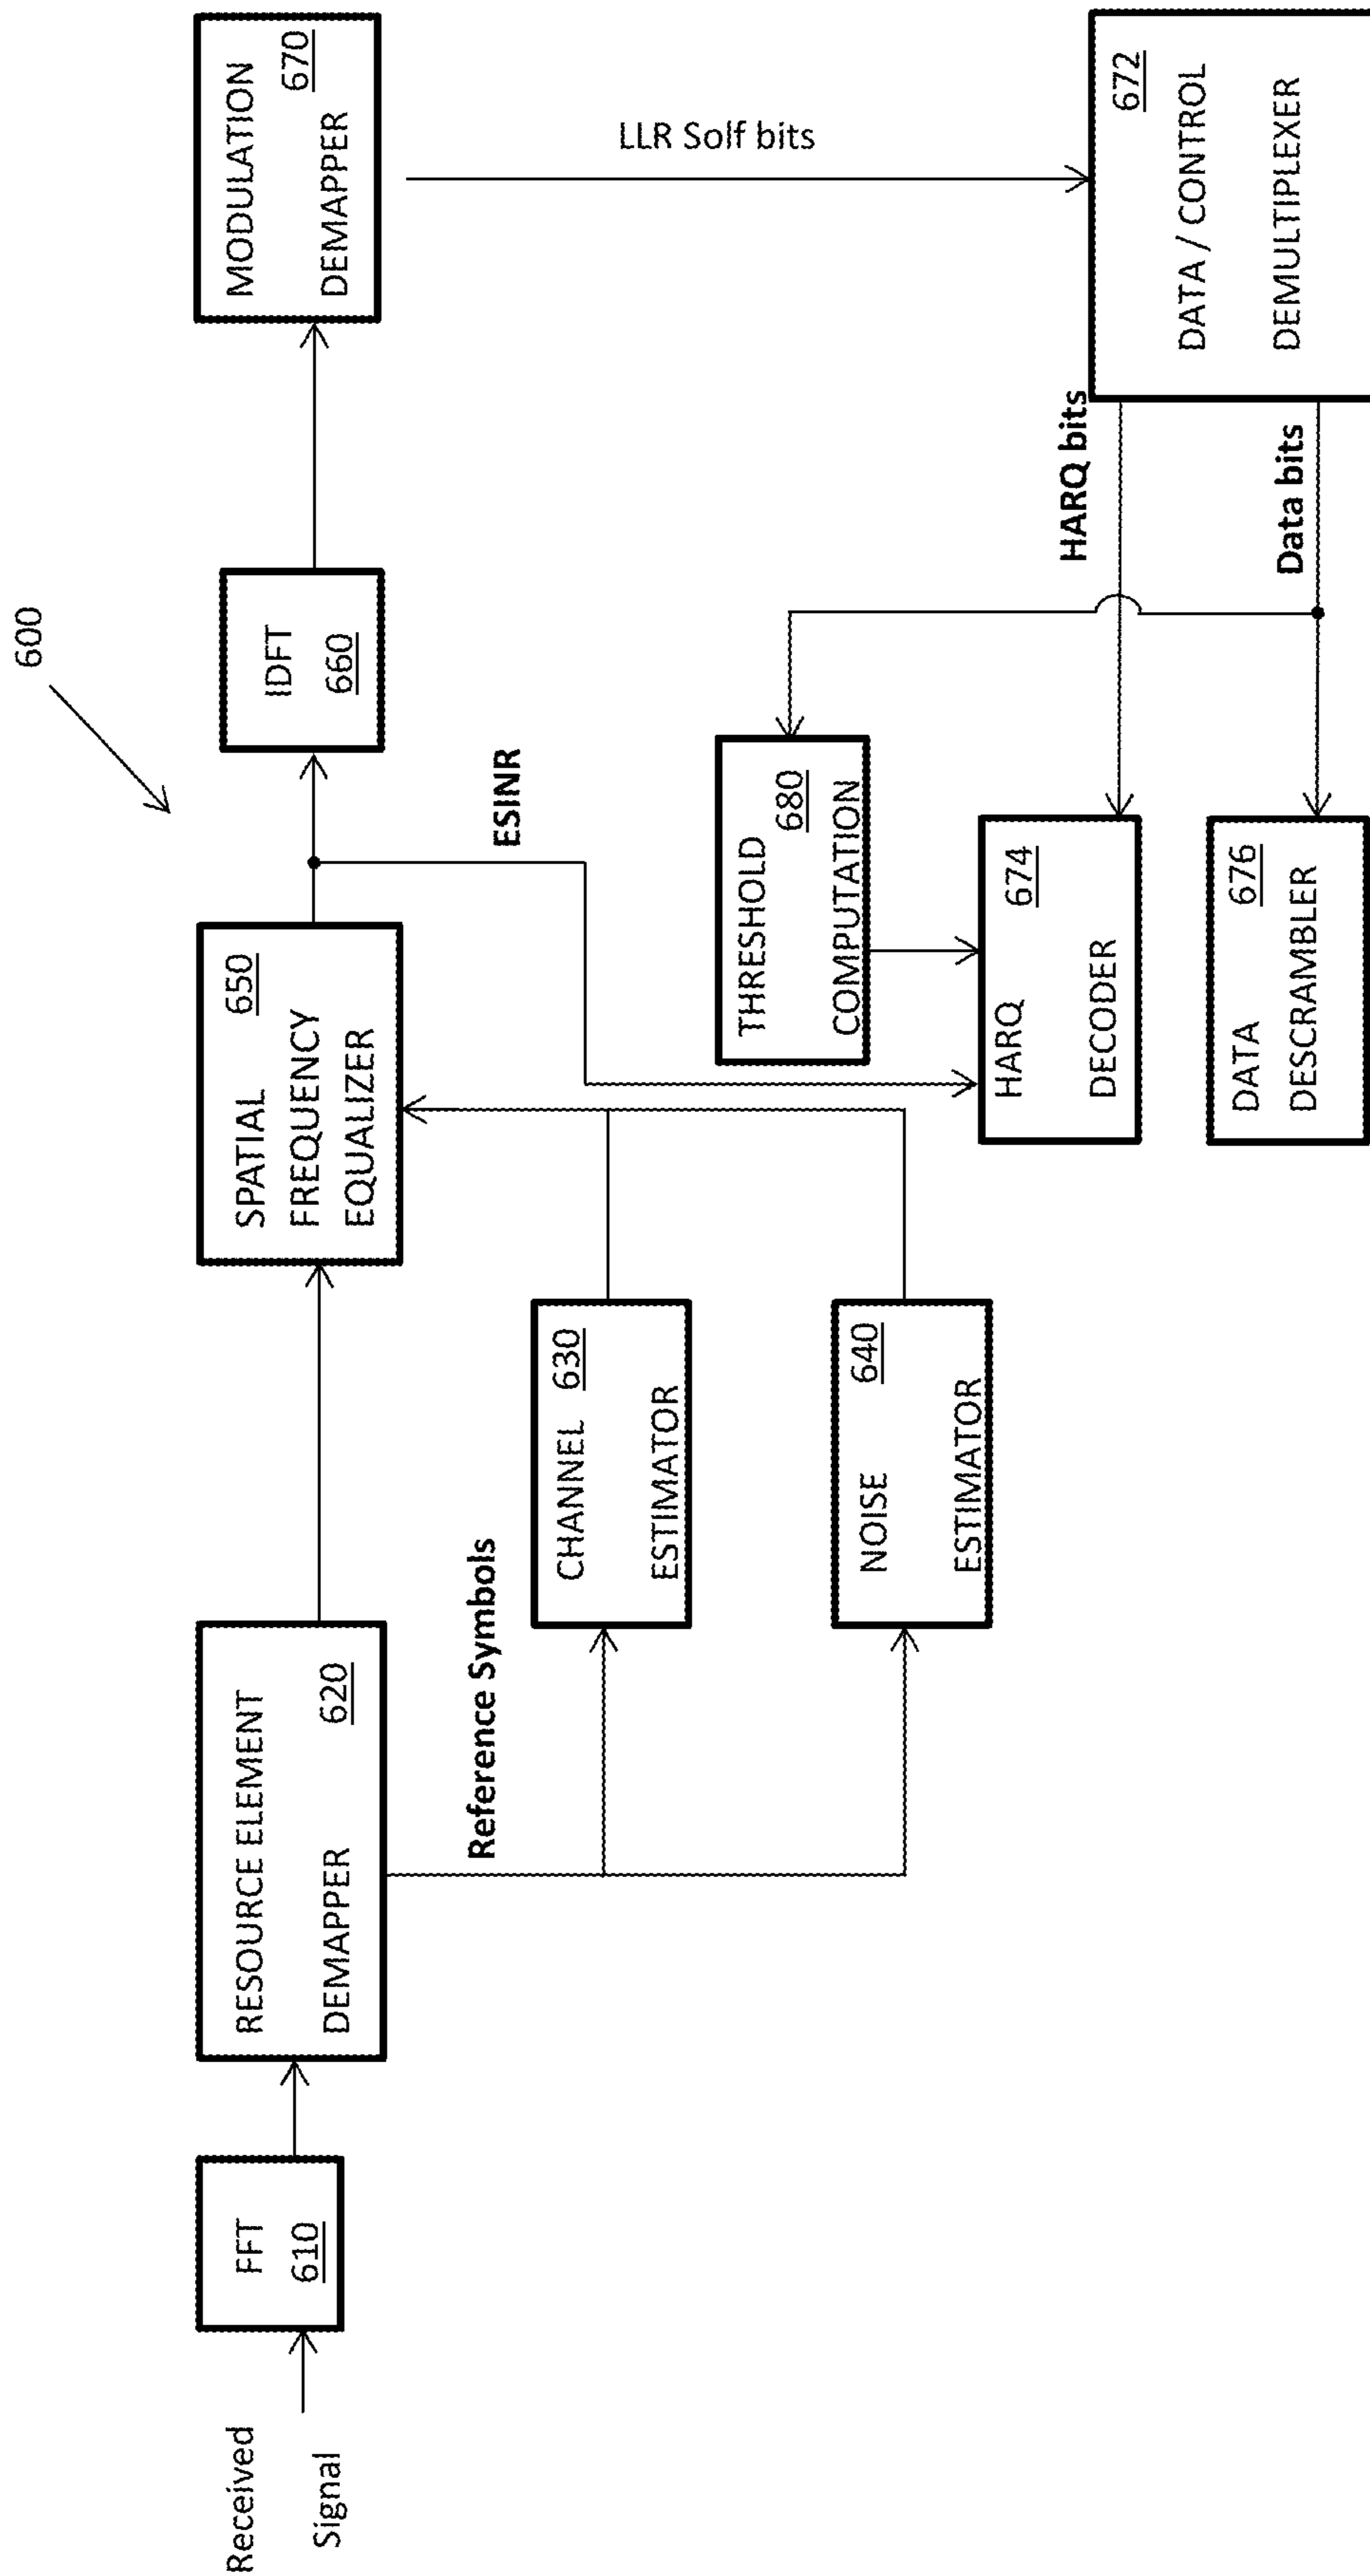 600
Received
Signal
FFT
610
RESOURCE ELEMENT
DEMAPPER 620
Reference Symbols
CHANNEL 630
ESTIMATOR
NOISE 640
ESTIMATOR
SPATIAL 650
FREQUENCY
EQUALIZER
ESINR
IDFT
660
MODULATION
DEMAPPER 670
LLR Solf bits
672
DATA / CONTROL
DEMULTIPLEXER
HARQ bits
Data bits
THRESHOLD
680
COMPUTATION
HARQ 674
DECODER
DATA 676
DESCRAMBLER